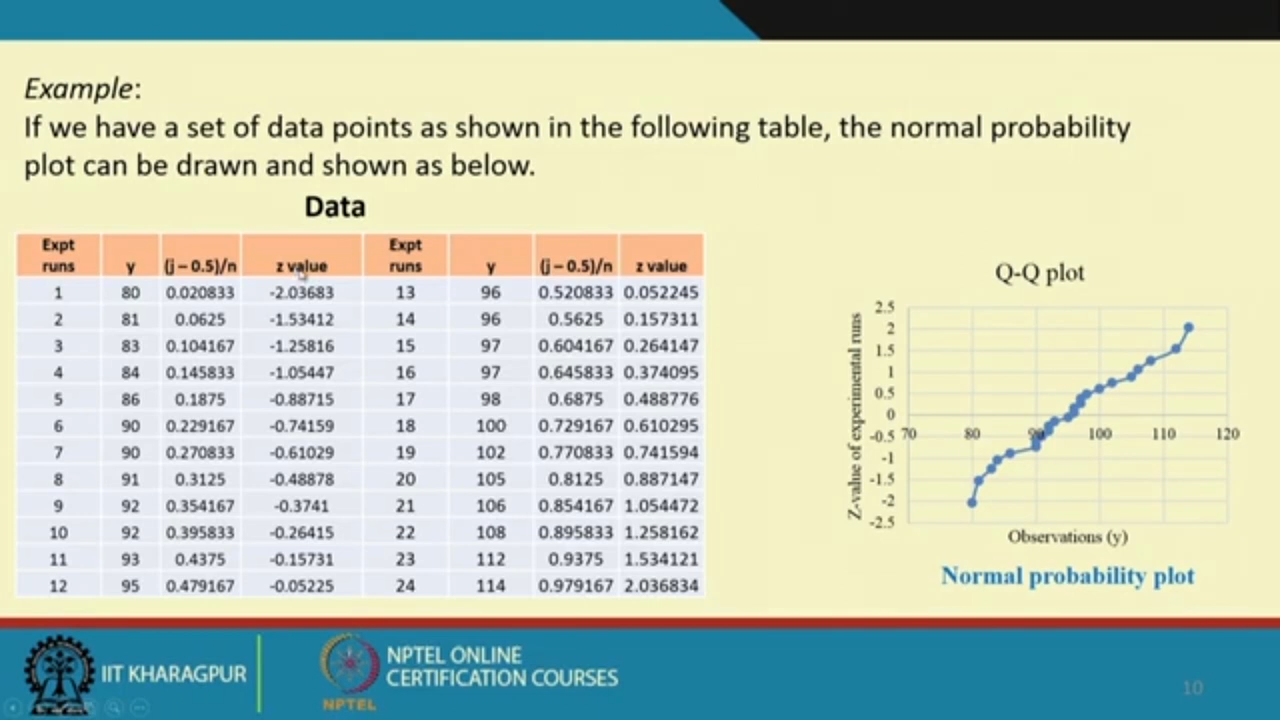 Example:
If we have a set of data points as shown in the following table, the normal probability
plot can be drawn and shown as below.
Data
Expt runs y (j – 0.5)/n z value Expt runs y (j – 0.5)/n z value
1 80 0.020833 -2.03683 13 96 0.520833 0.052245
2 81 0.0625 -1.53412 14 96 0.5625 0.157311
3 83 0.104167 -1.25816 15 97 0.604167 0.264147
4 84 0.145833 -1.05447 16 97 0.645833 0.374095
5 86 0.1875 -0.88715 17 98 0.6875 0.488776
6 90 0.229167 -0.74159 18 100 0.729167 0.610295
7 90 0.270833 -0.61029 19 102 0.770833 0.741594
8 91 0.3125 -0.48878 20 105 0.8125 0.887147
9 92 0.354167 -0.3741 21 106 0.854167 1.054472
10 92 0.395833 -0.26415 22 108 0.895833 1.258162
11 93 0.4375 -0.15731 23 112 0.9375 1.534121
12 95 0.479167 -0.05225 24 114 0.979167 2.036834
Q-Q plot
Z-value of experimental runs
2.5
2
1.5
1
0.5
0
-0.5
-1
-1.5
-2
-2.5
70 80 90 100 110 120
Observations (y)
Normal probability plot
IIT KHARAGPUR
NPTEL
NPTEL ONLINE
CERTIFICATION COURSES
10